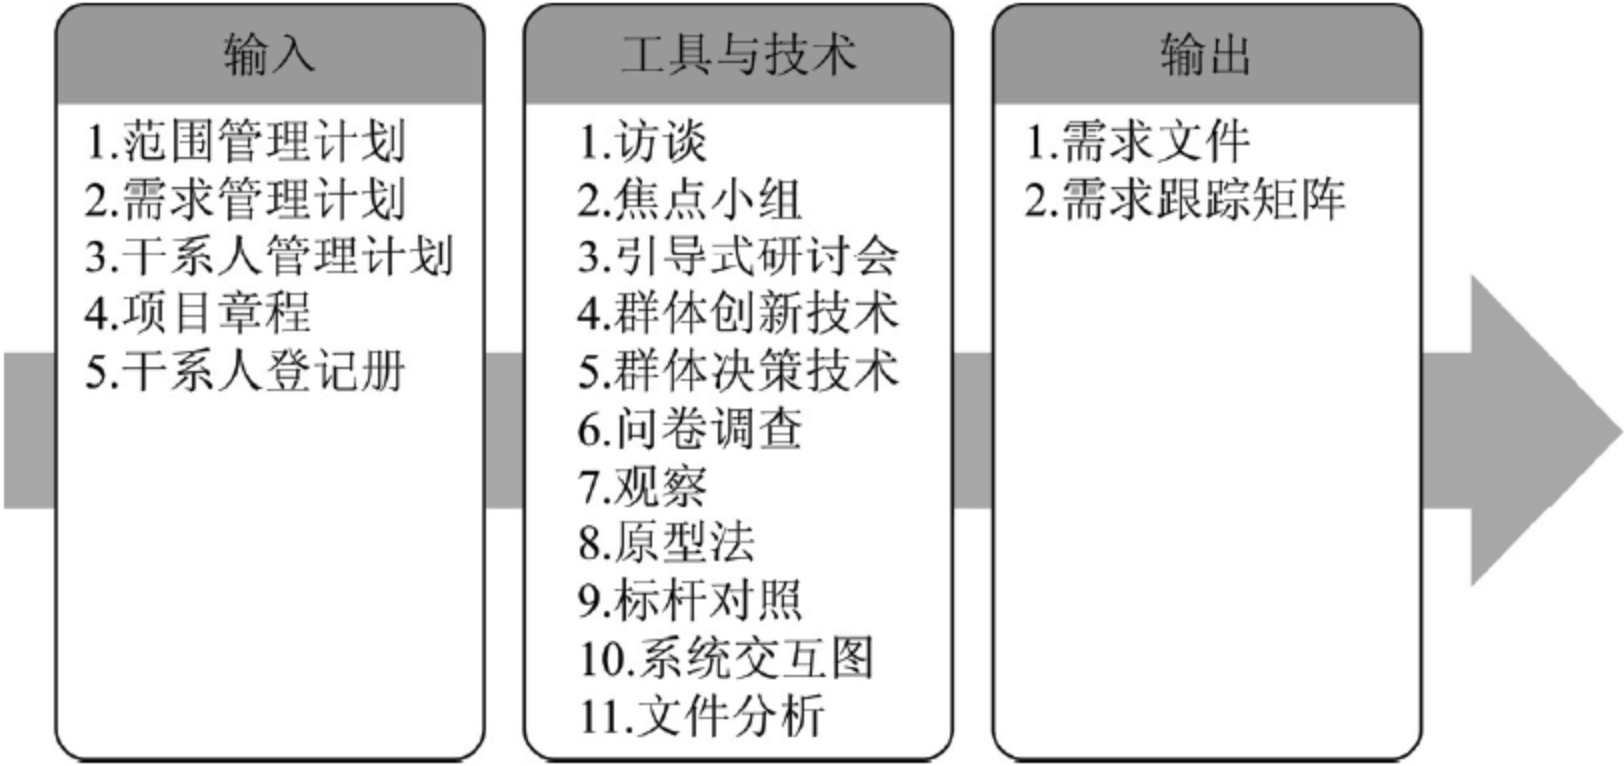 输入
1.范围管理计划
2.需求管理计划
3.干系人管理计划
4.项目章程
5.干系人登记册
工具与技术
1.访谈
2.焦点小组
3.引导式研讨会
4.群体创新技术
5.群体决策技术
6.问卷调查
7.观察
8.原型法
9.标杆对照
10.系统交互图
11.文件分析
输出
1.需求文件
2.需求跟踪矩阵